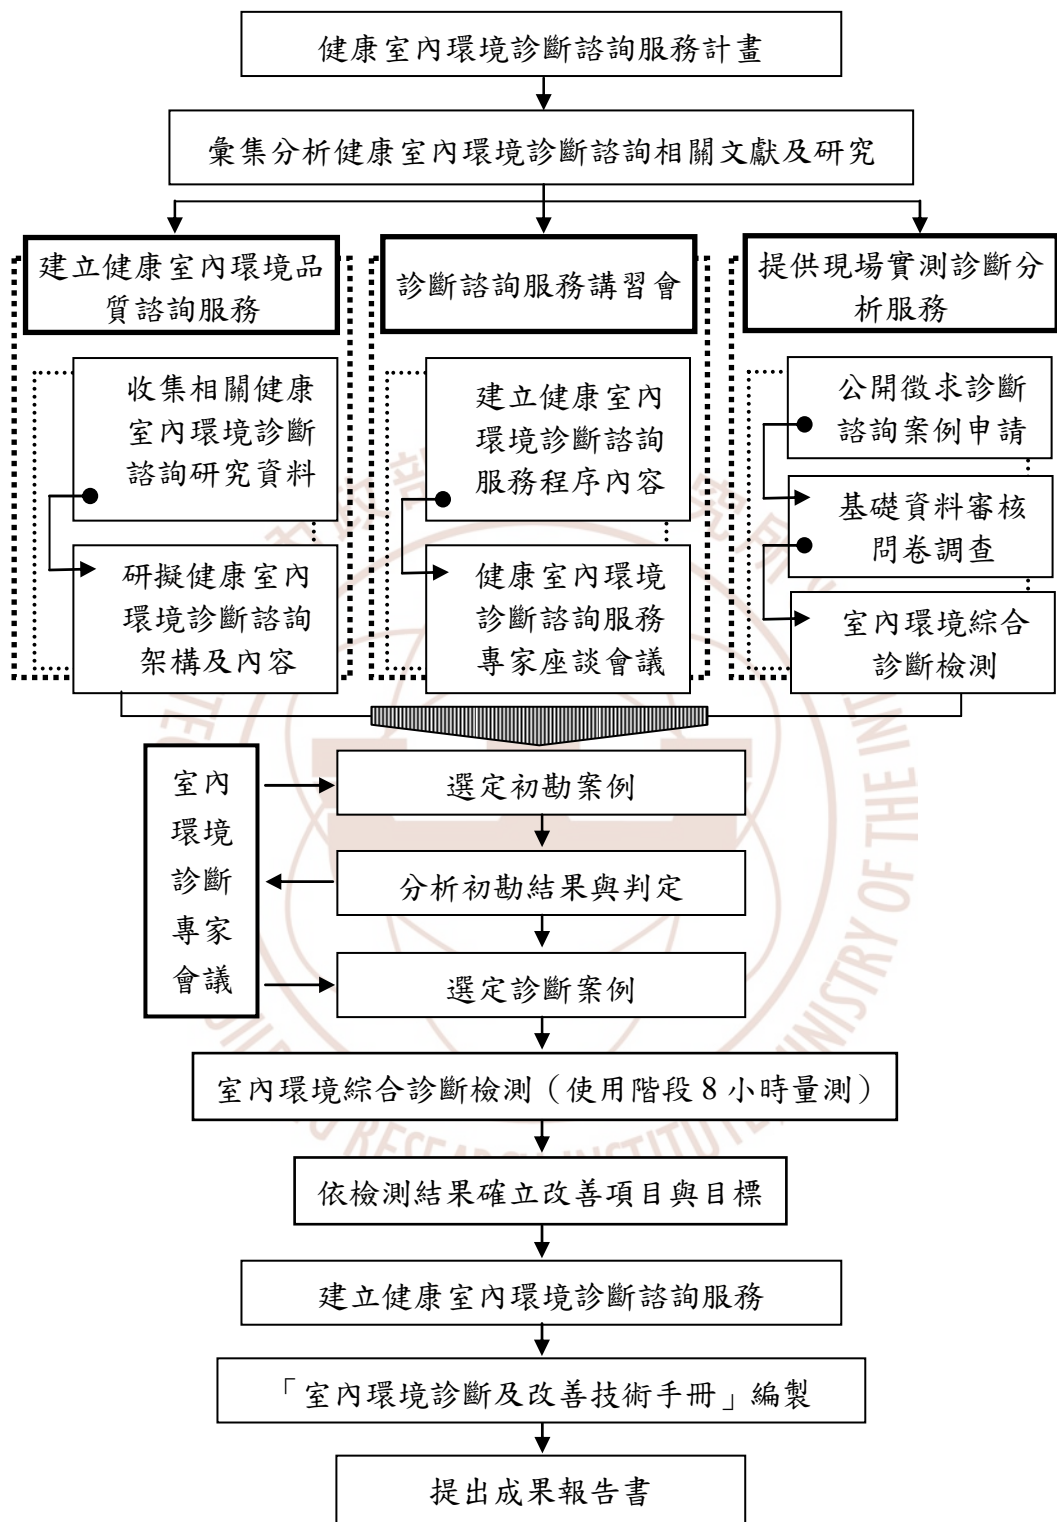 健康室內環境診斷諮詢服務計畫
彙集分析健康室內環境診斷諮詢相關文獻及研究
建立健康室內環境品
質諮詢服務
診斷諮詢服務講習會
提供現場實測診斷分
析服務
收集相關健康
室內環境診斷
諮詢研究資料
研擬健康室內
環境診斷諮詢
架構及內容
建立健康室內
環境診斷諮詢
服務程序內容
健康室內環境
診斷諮詢服務
專家座談會議
公開徵求診斷
諮詢案例申請
基礎資料審核
問卷調查
室內環境綜合
診斷檢測
室內
環境
診斷
專家
會議
選定初勘案例
分析初勘結果與判定
選定診斷案例
室內環境綜合診斷檢測（使用階段 8 小時量測）
依檢測結果確立改善項目與目標
建立健康室內環境診斷諮詢服務
「室內環境診斷及改善技術手冊」編製
提出成果報告書